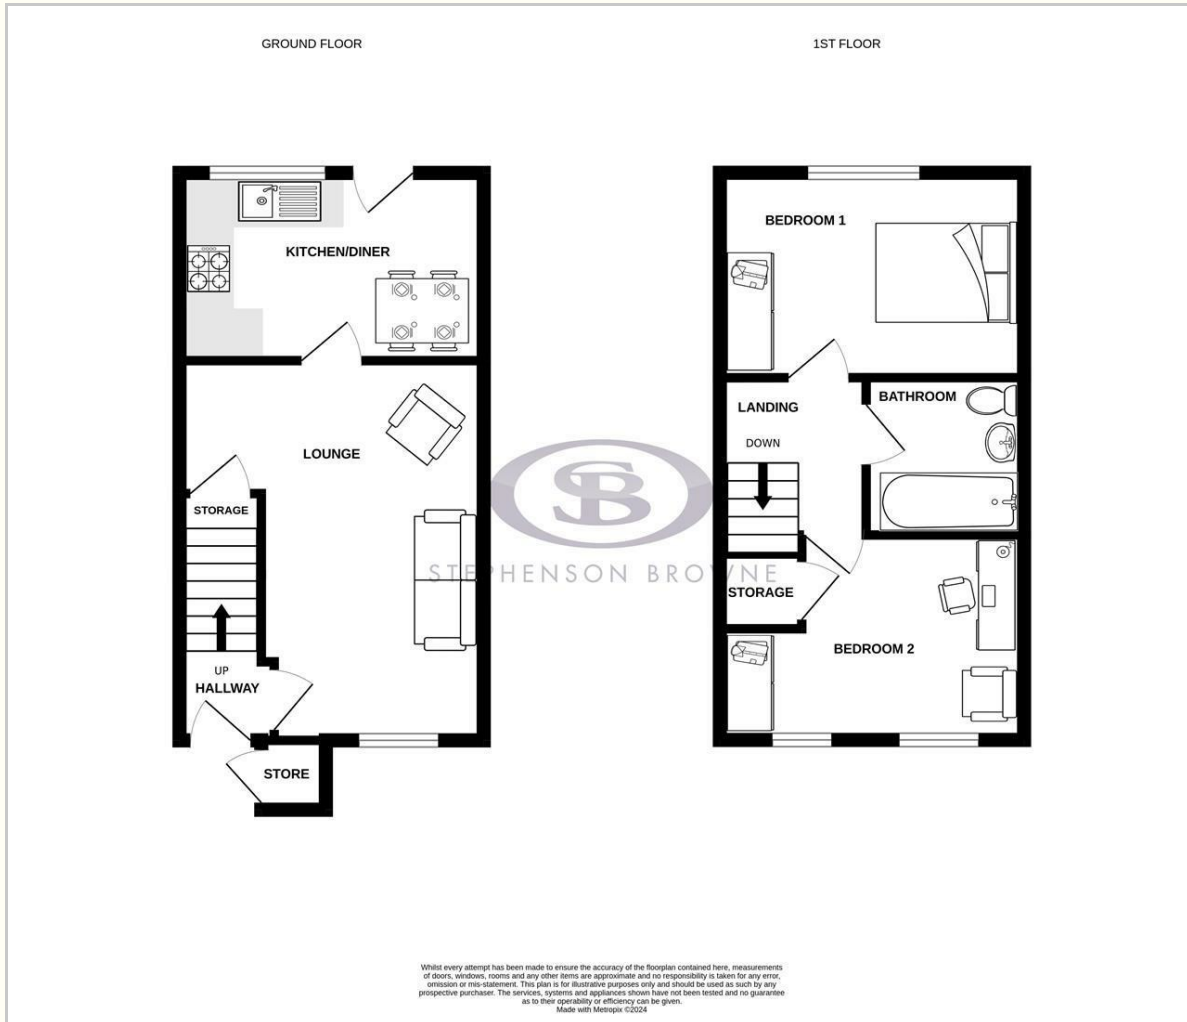 GROUND FLOOR
KITCHEN/DINER
LOUNGE
STORAGE
UP
HALLWAY
STORE
1ST FLOOR
BEDROOM 1
LANDING
DOWN
BATHROOM
STORAGE
BEDROOM 2
SB
STEPHENSON BROWNE
Whilst every attempt has been made to ensure the accuracy of the floorplan contained here, measurements
of doors, windows, rooms and any other items are approximate and no responsibility is taken for any error,
omission or mis-statement. This plan is for illustrative purposes only and should be used as such by any
prospective purchaser. The services, systems and appliances shown have not been tested and no guarantee
as to their operability or efficiency can be given.
Made with Metropix ©2024